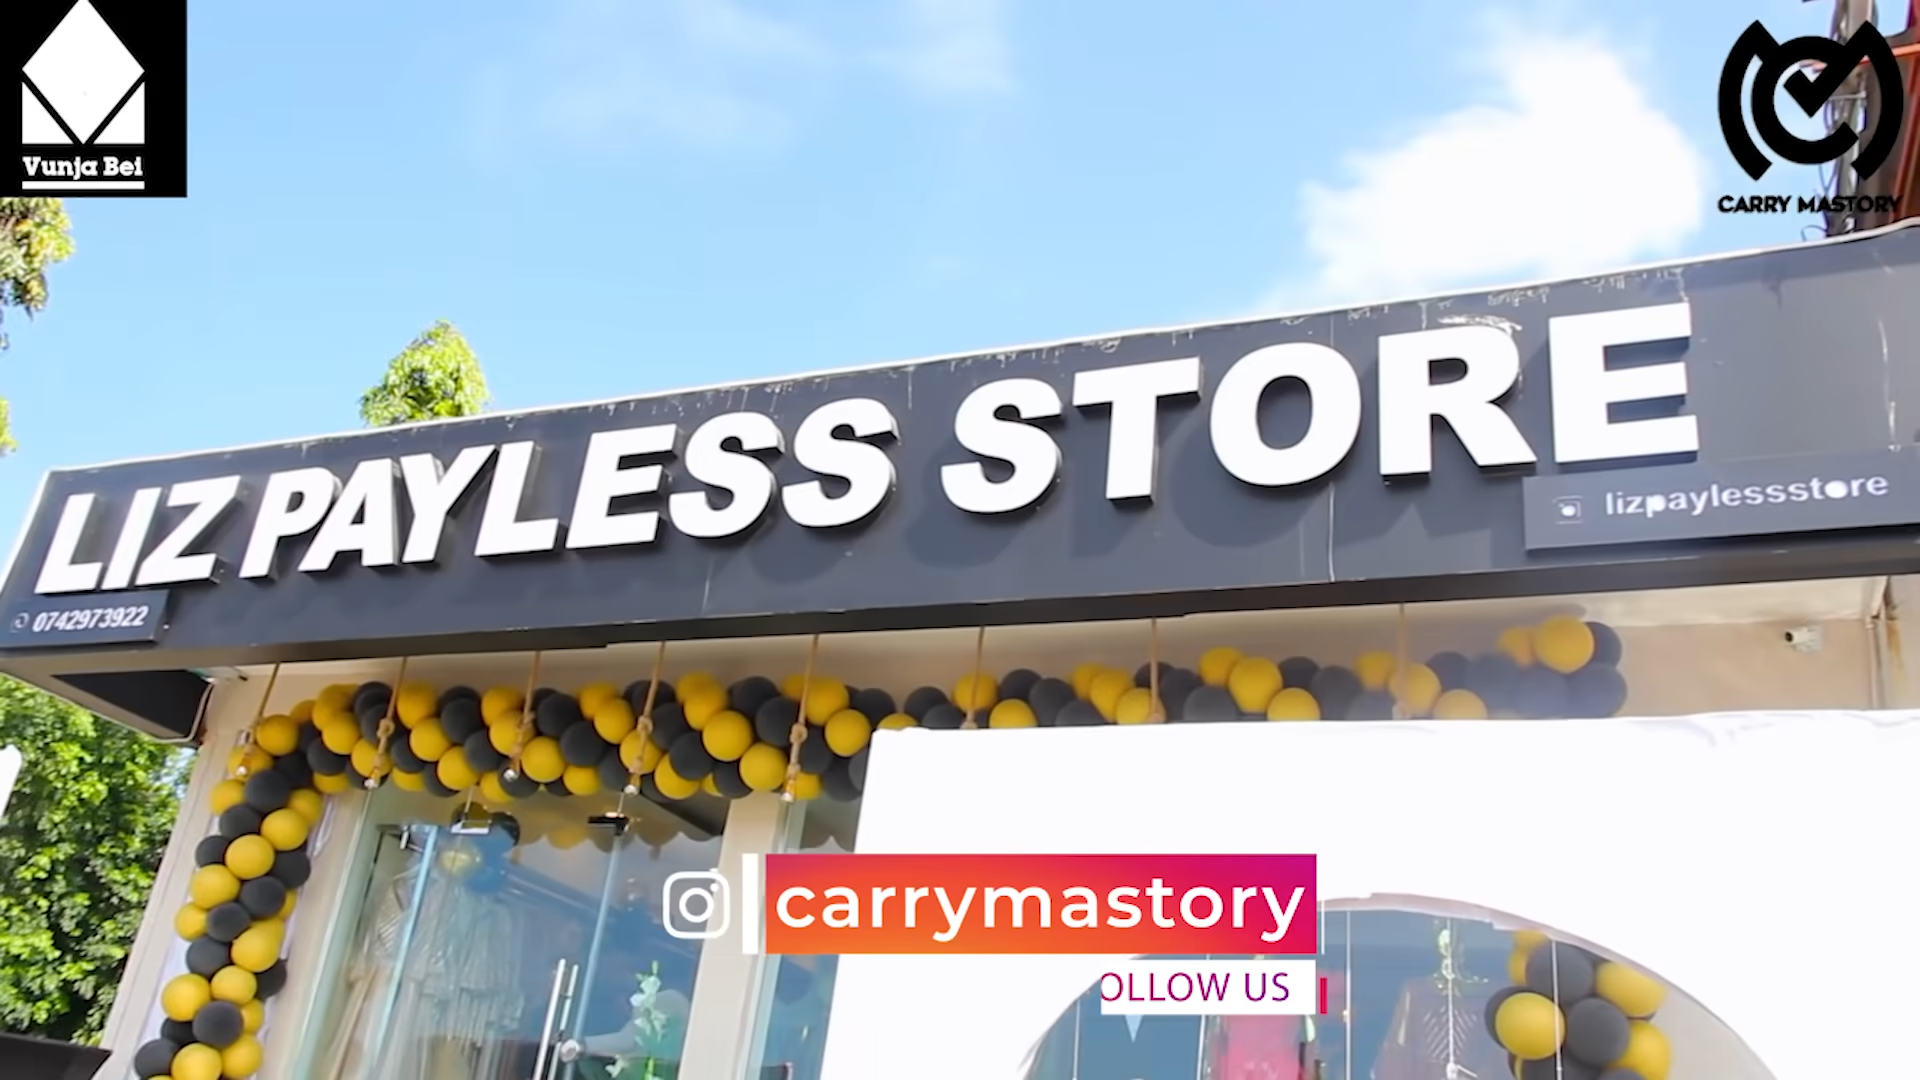 Vunja Bei
CARRY MASTORY
LIZ PAYLESS STORE
lizpaylessstore
0742973922
carrymastory
OLLOW US